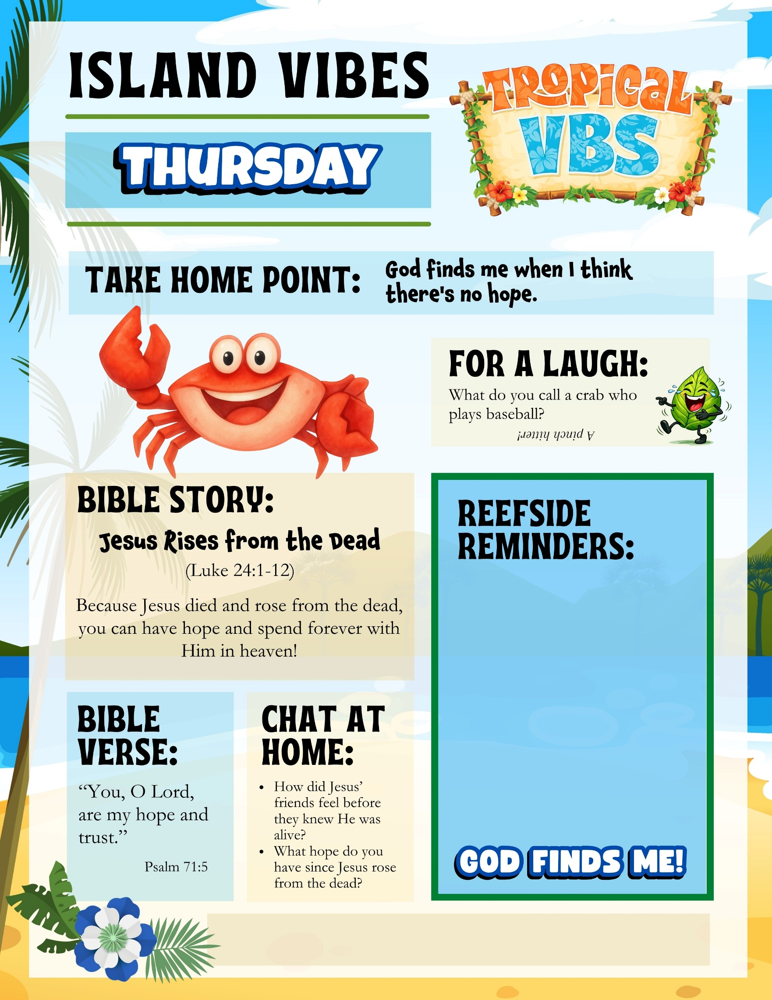 ISLAND VIBES
TROPICAL
VBS
THURSDAY
TAKE HOME POINT:
God finds me when I think
there's no hope.
FOR A LAUGH:
What do you call a crab who
plays baseball?
A pinch hitter!
BIBLE STORY:
Jesus Rises from the Dead
(Luke 24:1-12)
Because Jesus died and rose from the dead,
you can have hope and spend forever with
Him in heaven!
REEFSIDE
REMINDERS:
BIBLE
VERSE:
“You, O Lord,
are my hope and
trust.”
Psalm 71:5
CHAT AT
HOME:
• How did Jesus’
friends feel before
they knew He was
alive?
• What hope do you
have since Jesus rose
from the dead?
GOD FINDS ME!